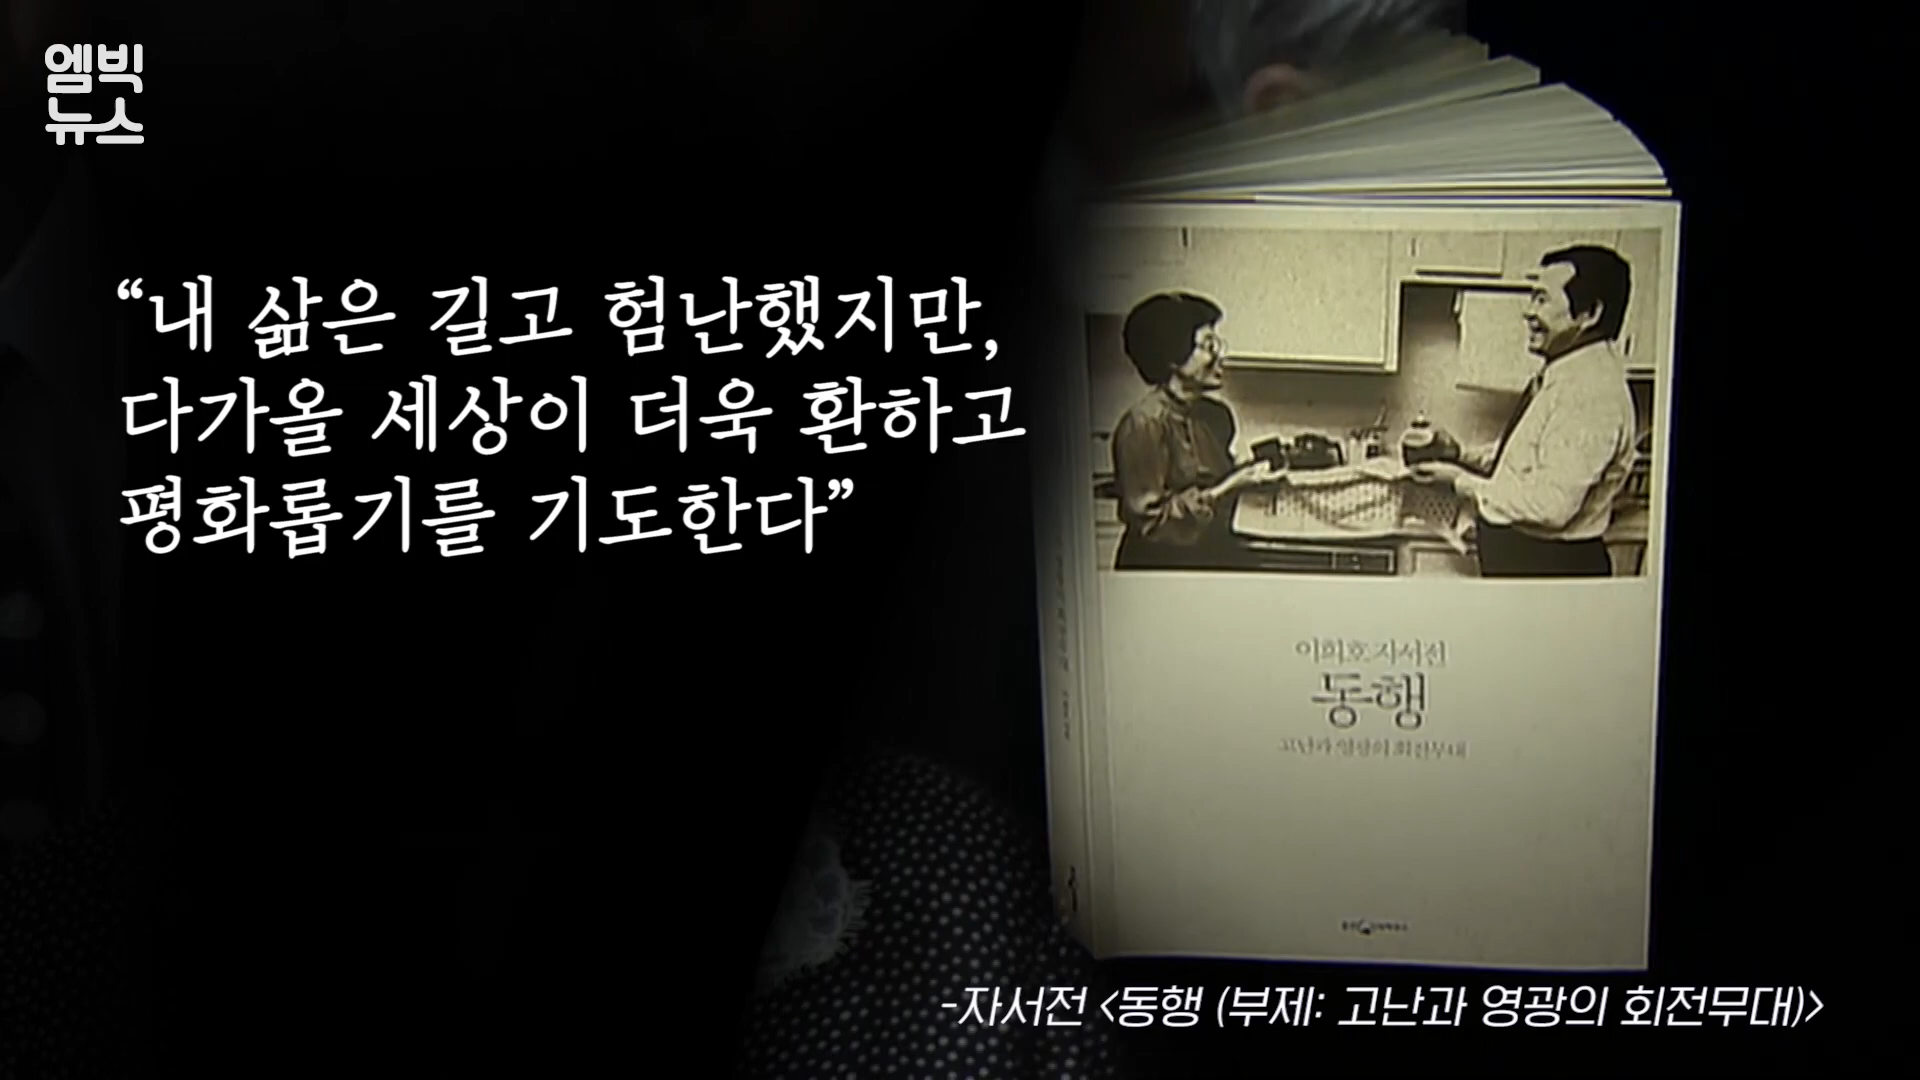 엠빅
뉴스
“내 삶은 길고 험난했지만,
다가올 세상이 더욱 환하고
평화롭기를 기도한다”
이희호 자서전
동행
고난과 영광의 회전무대
-자서전 <동행 (부제: 고난과 영광의 회전무대)>